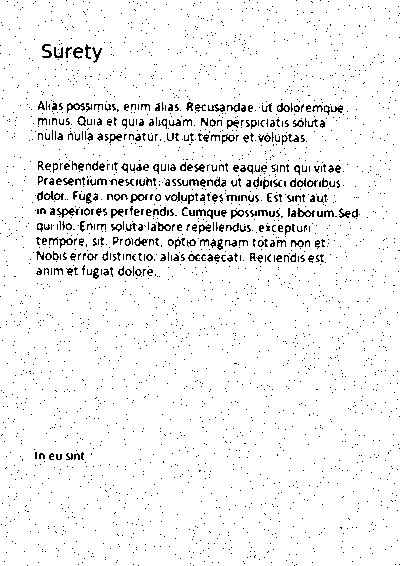 Surety
Alias possimus, enim alias. Recusandae. ut doloremque
minus. Quia et quia aliquam. Non perspiciatis soluta
nulla nulla aspernatur. Ut ut tempor et voluptas.
Reprehenderit quae quia deserunt eaque sint qui vitae.
Praesentium nesciunt, assumenda ut adipisci doloribus
dolor. Fuga. non porro voluptates minus. Est sint aut
in asperiores perferendis. Cumque possimus, laborum. Sed
qui illo. Enim soluta labore repellendus. excepturi
tempore, sit. Proident, optio magnam totam non et.
Nobis error distinctio. alias occaecati. Reiciendis est
anim et fugiat dolore.
In eu sint